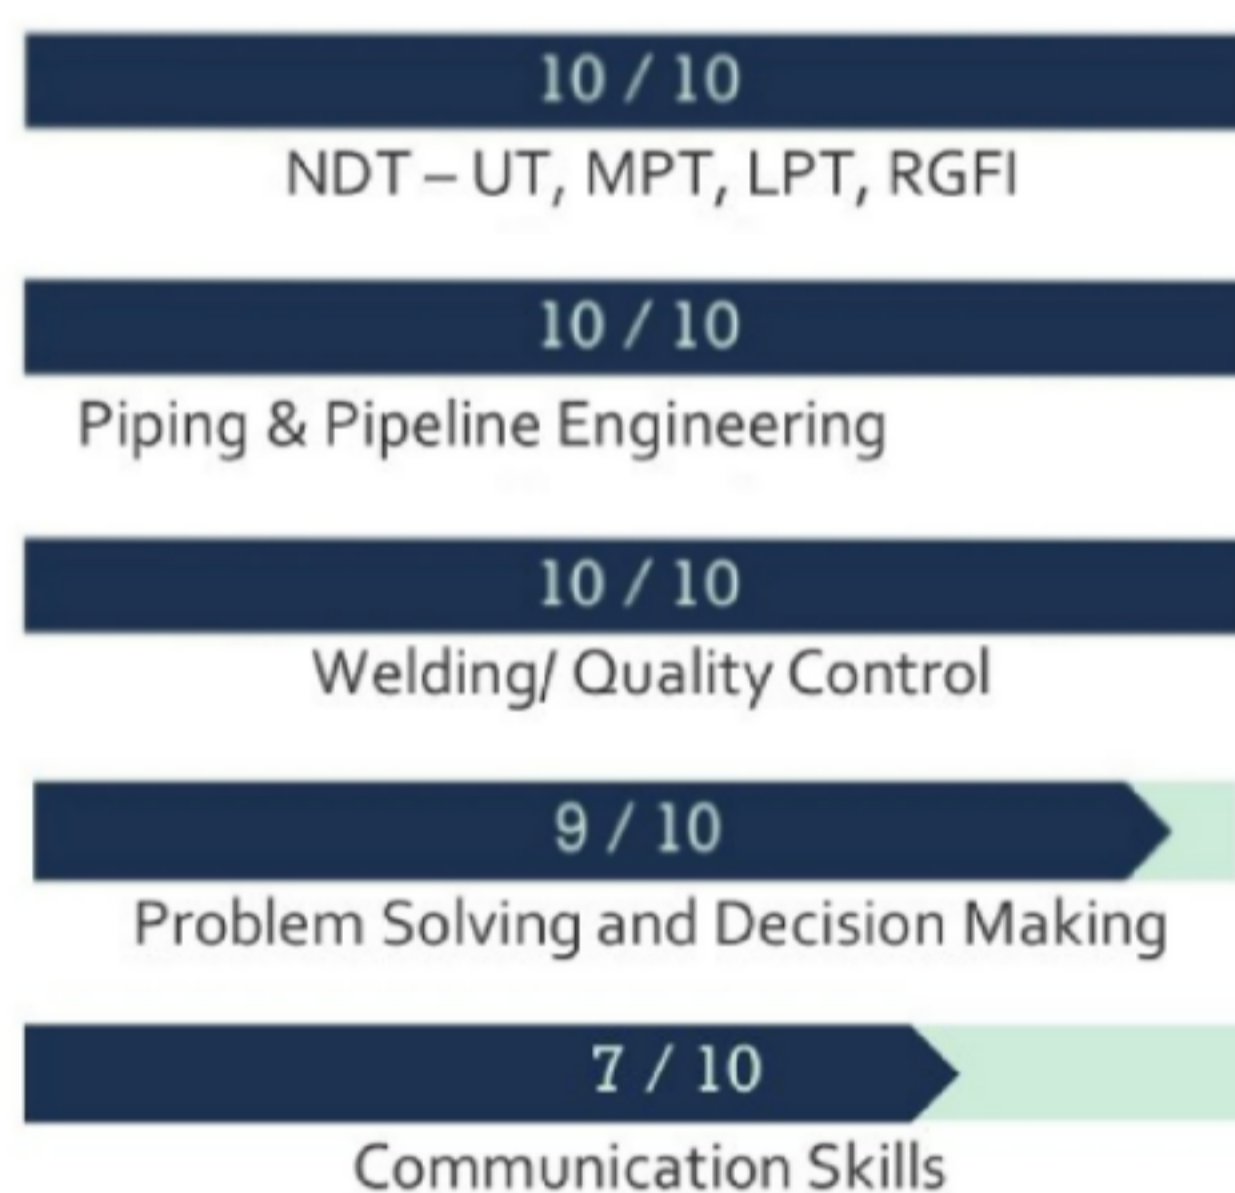 10 / 10
NDT – UT, MPT, LPT, RGFI
10 / 10
Piping & Pipeline Engineering
10 / 10
Welding/ Quality Control
9 / 10
Problem Solving and Decision Making
7 / 10
Communication Skills